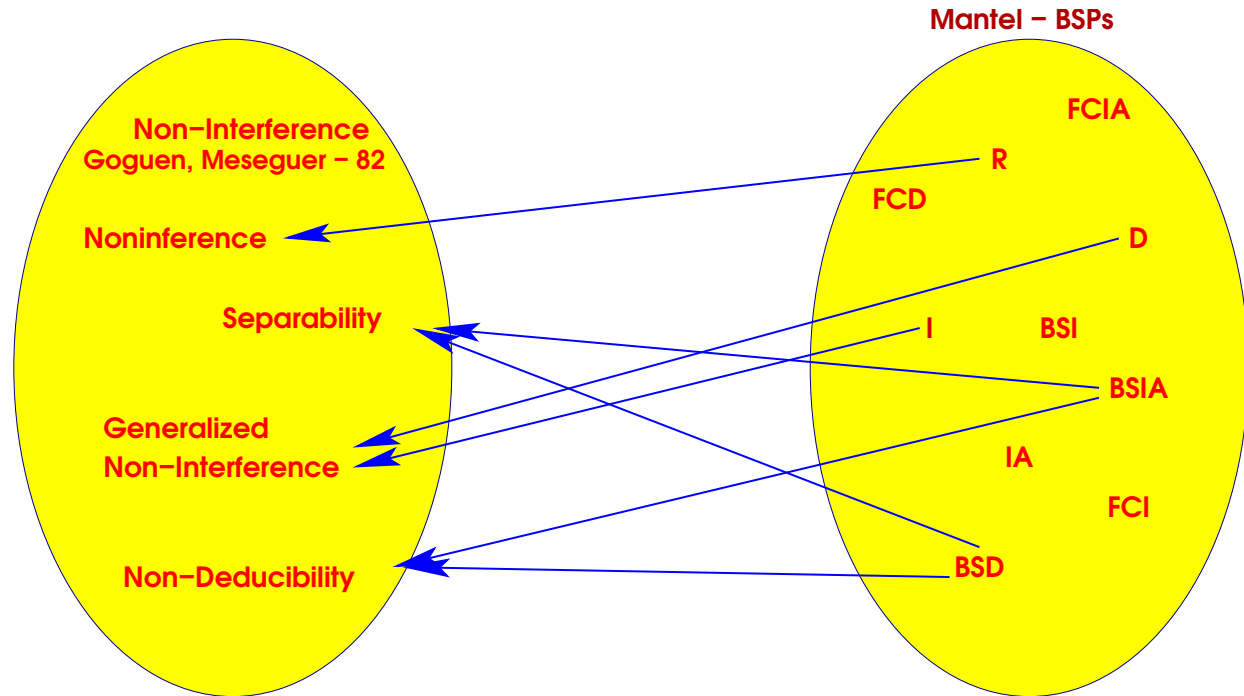 Mantel – BSPs
Non–Interference
Goguen, Meseguer – 82
Noninference
Separability
Generalized
Non–Interference
Non–Deducibility
FCIA
R
FCD
D
I
BSI
BSIA
IA
FCI
BSD